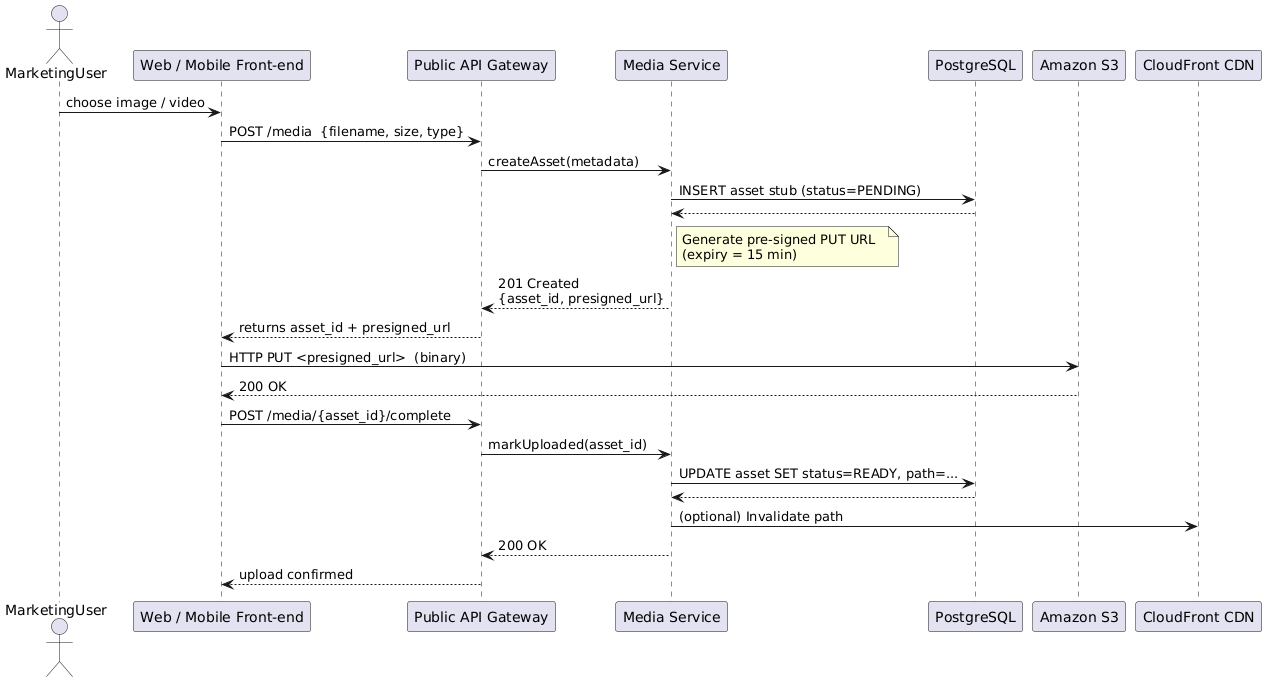 MarketingUser
Web / Mobile Front-end
Public API Gateway
Media Service
PostgreSQL
Amazon S3
CloudFront CDN
choose image / video
POST /media  {filename, size, type}
createAsset(metadata)
INSERT asset stub (status=PENDING)
Generate pre-signed PUT URL
(expiry = 15 min)
201 Created
{asset_id, presigned_url}
returns asset_id + presigned_url
HTTP PUT <presigned_url>  (binary)
200 OK
POST /media/{asset_id}/complete
markUploaded(asset_id)
UPDATE asset SET status=READY, path=...
(optional) Invalidate path
200 OK
upload confirmed
MarketingUser
Web / Mobile Front-end
Public API Gateway
Media Service
PostgreSQL
Amazon S3
CloudFront CDN